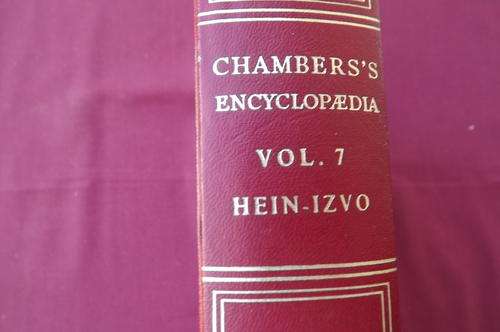 CHAMBERS'S
ENCYCLOPÆDIA
VOL. 7
HEIN-IZVO